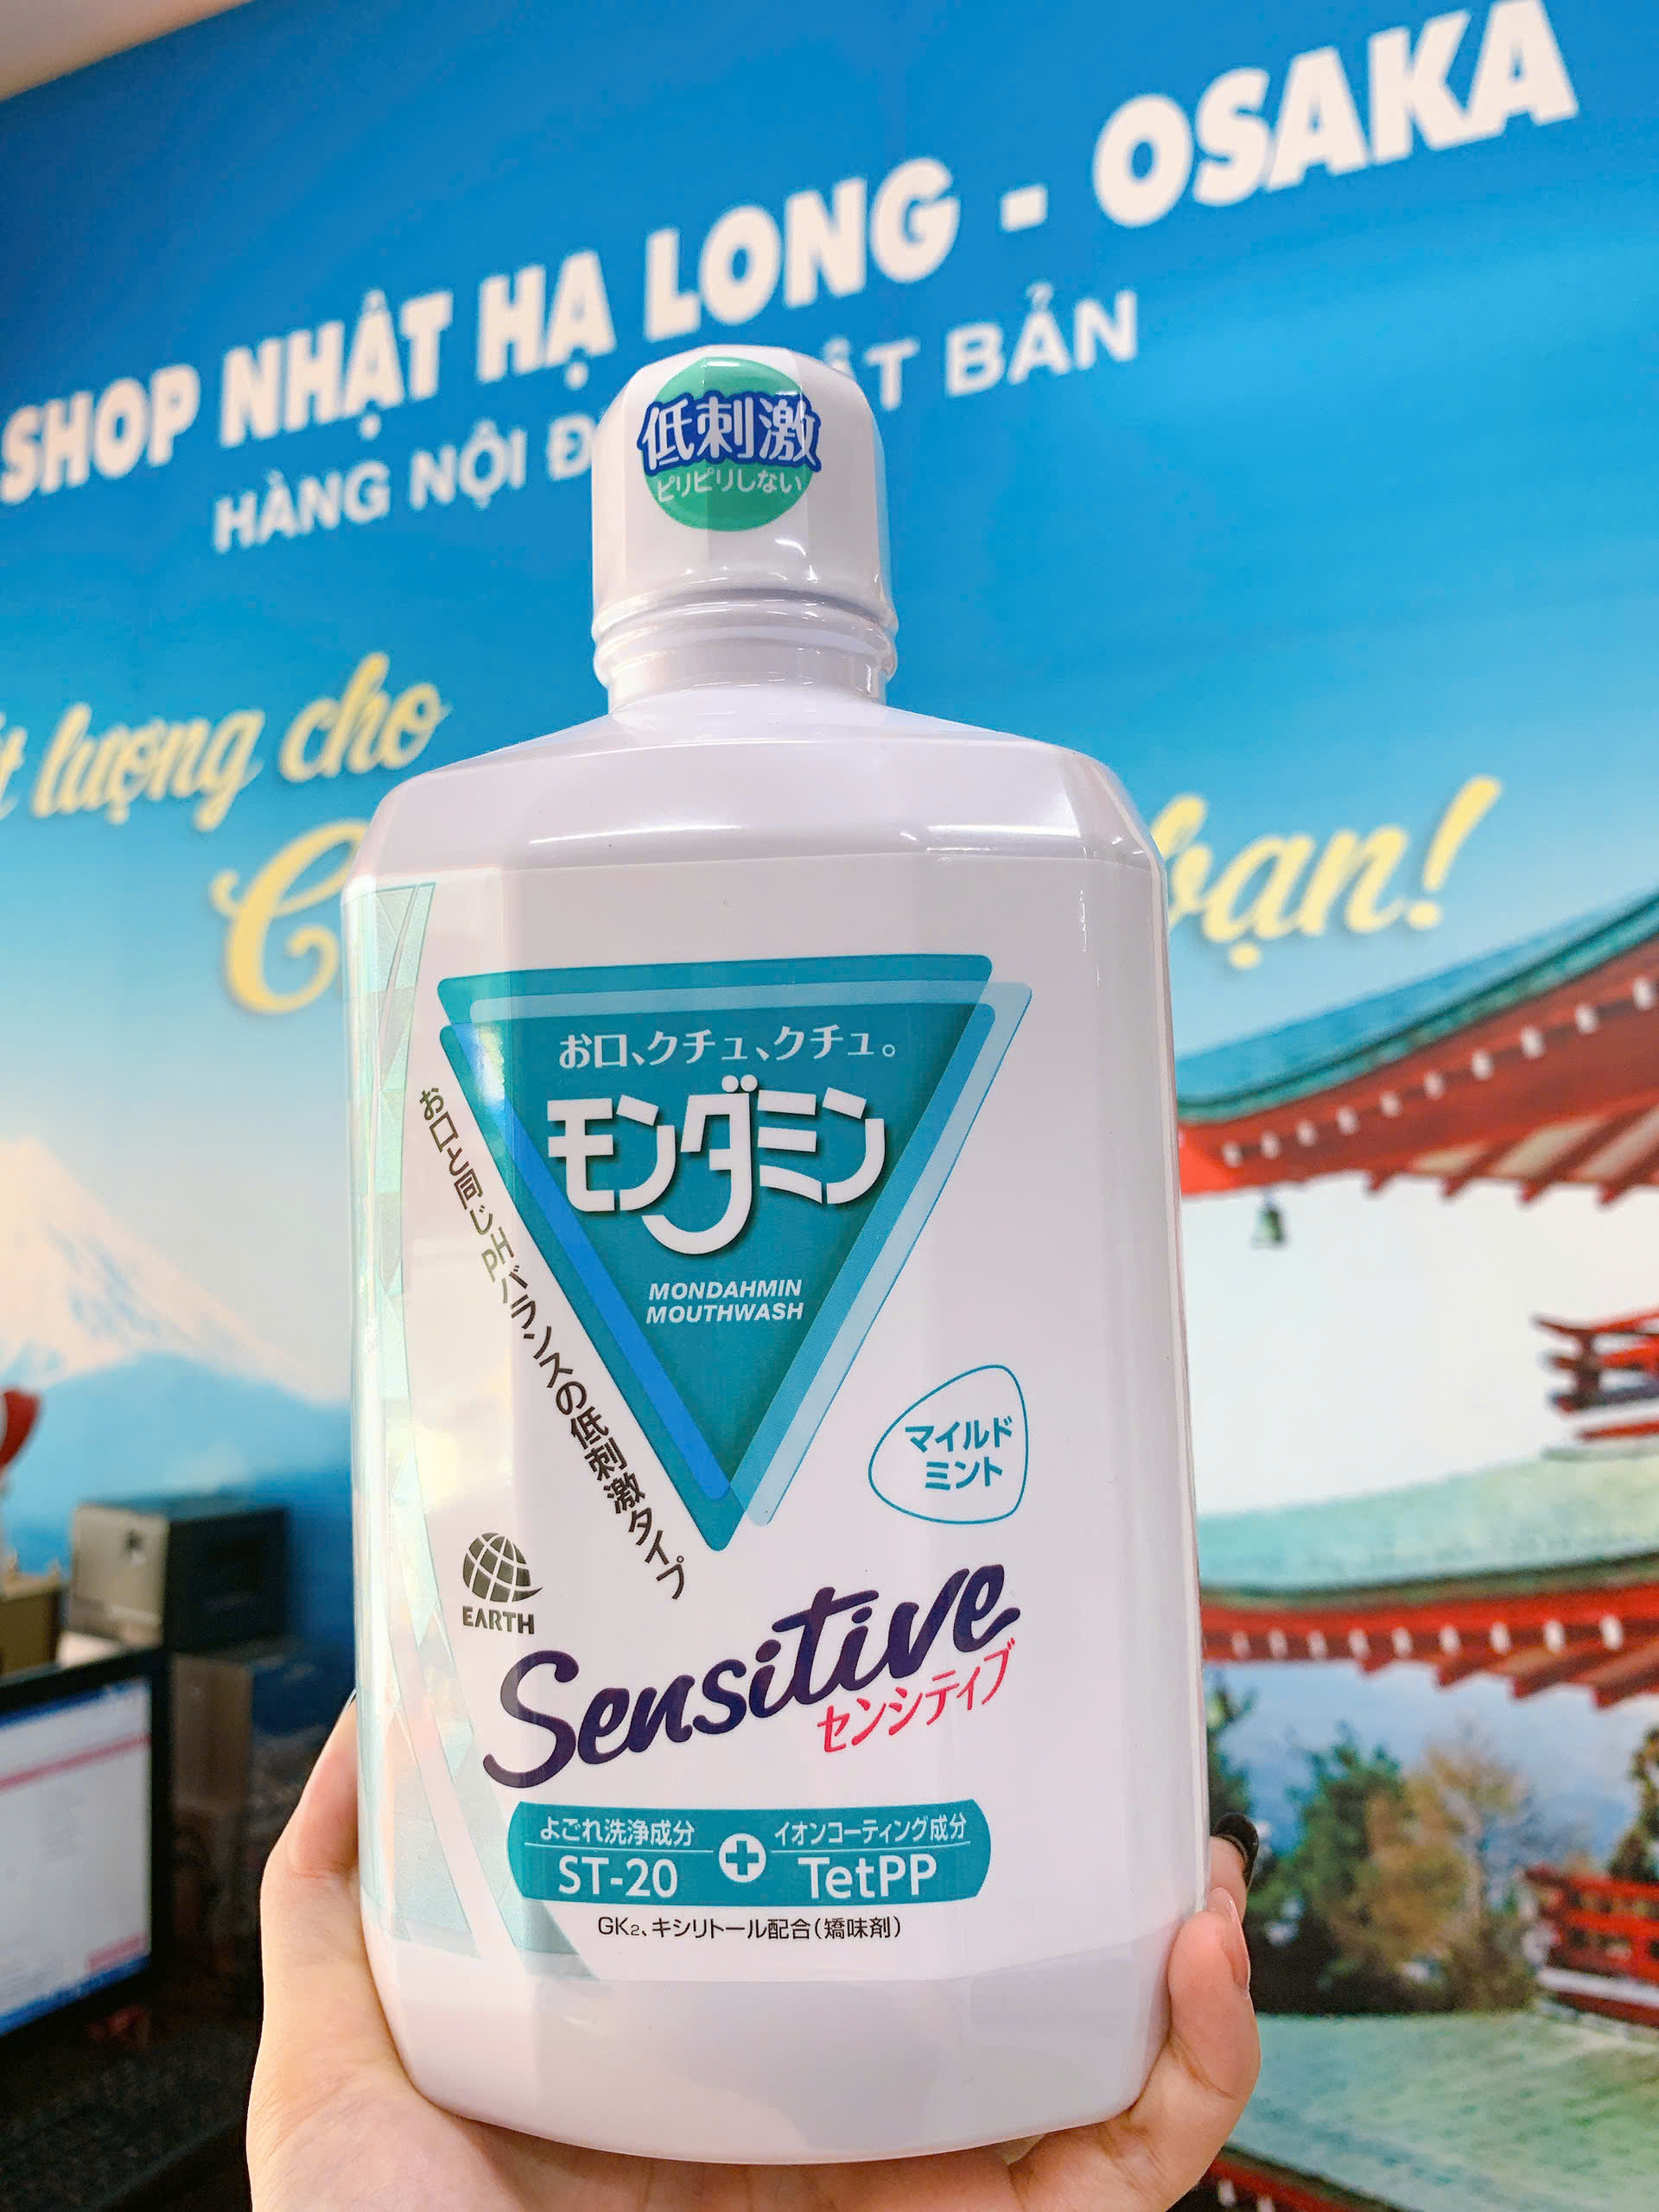 SHOP NHẬT HẠ LONG - OSAKA
HÀNG NỘI ẬT BẢN
lượng cho
bạn!
低刺激
ピリピリしない
お口、クチュ、クチュ。
モンダミン
MONDAHMIN
MOUTHWASH
お口と同じPHバランスの低刺激タイプ
マイルド
ミント
EARTH
Sensitive
センシティブ
よごれ洗浄成分 イオンコーティング成分
ST-20 + TetPP
GK2、キシリトール配合(矯味剤)